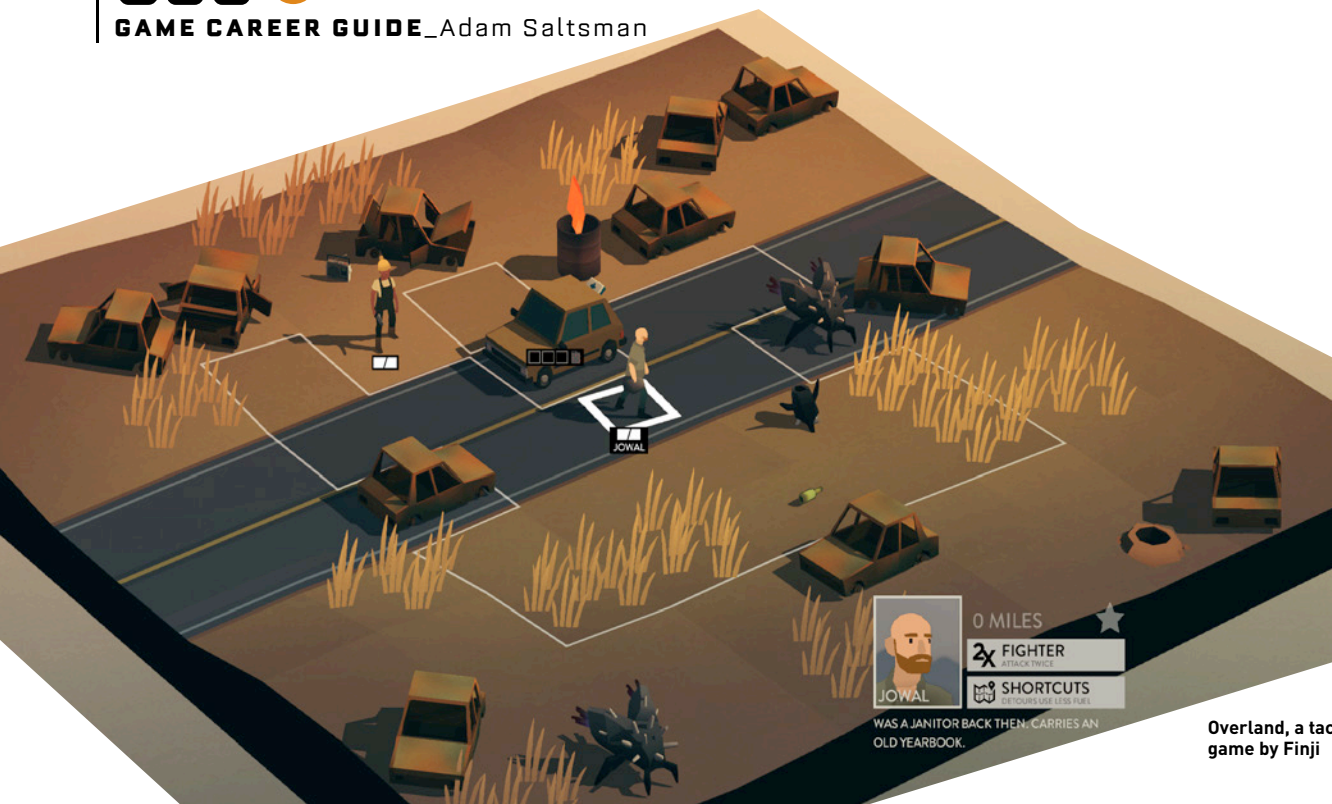 GAME CAREER GUIDE_Adam Saltsman
JOWAL
0 MILES
2X FIGHTER
ATTACK TWICE
SHORTCUTS
DETOURS USE LESS FUEL
JOWAL
WAS A JANITOR BACK THEN. CARRIES AN
OLD YEARBOOK.
Overland, a
game by Finji